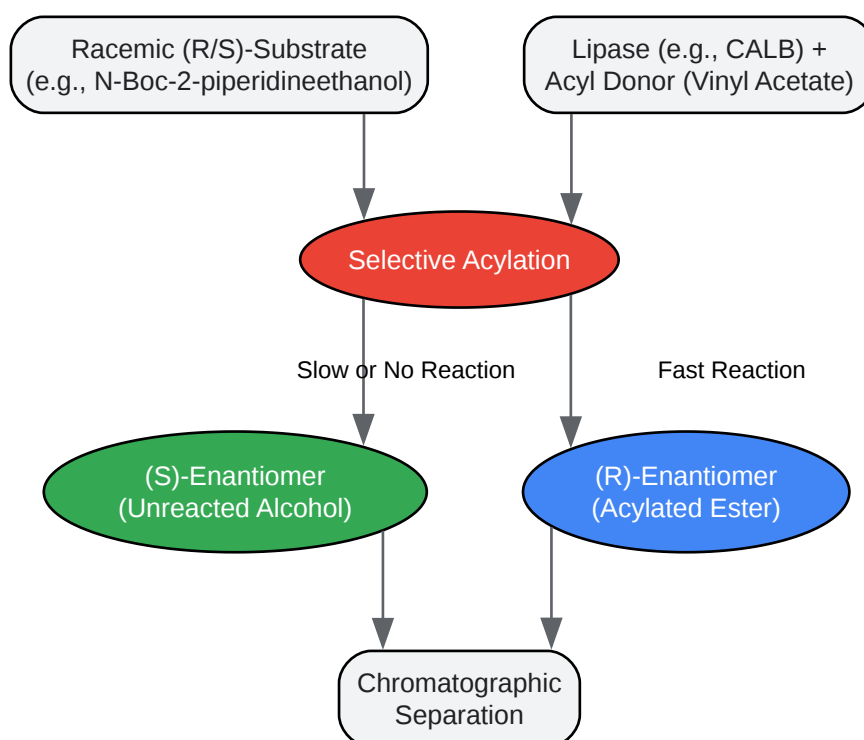 Racemic (R/S)-Substrate
(e.g., N-Boc-2-piperidineethanol)
Lipase (e.g., CALB) +
Acyl Donor (Vinyl Acetate)
Selective Acylation
Slow or No Reaction
Fast Reaction
(S)-Enantiomer
(Unreacted Alcohol)
(R)-Enantiomer
(Acylated Ester)
Chromatographic
Separation